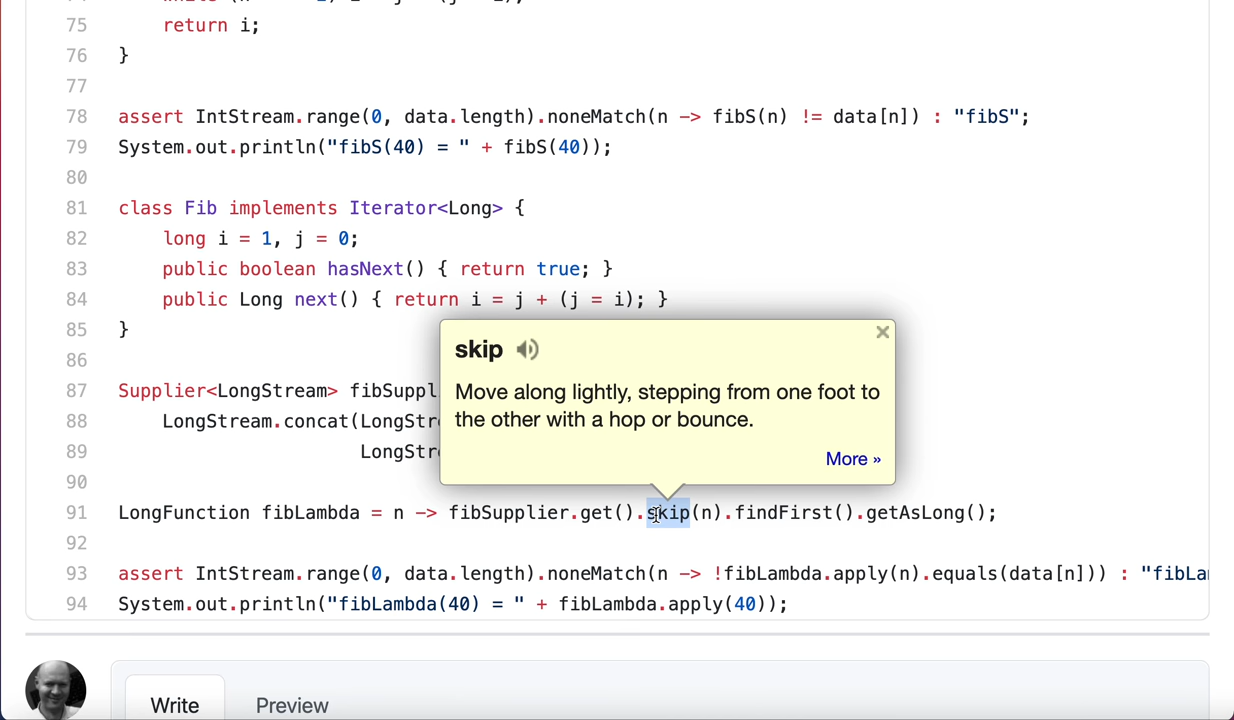 75 return i;
76 }
77
78 assert IntStream.range(0, data.length).noneMatch(n -> fibS(n) != data[n]) : "fibS";
79 System.out.println("fibS(40) = " + fibS(40));
80
81 class Fib implements Iterator<Long> {
82 long i = 1, j = 0;
83 public boolean hasNext() { return true; }
84 public Long next() { return i = j + (j = i); }
85 }
86
87 Supplier<LongStream> fibSuppl
88 LongStream.concat(LongStr
89 LongStr
skip
Move along lightly, stepping from one foot to
the other with a hop or bounce.
More »
90
91 LongFunction fibLambda = n -> fibSupplier.get().skip(n).findFirst().getAsLong();
92
93 assert IntStream.range(0, data.length).noneMatch(n -> !fibLambda.apply(n).equals(data[n])) : "fibLa
94 System.out.println("fibLambda(40) = " + fibLambda.apply(40));
Write Preview